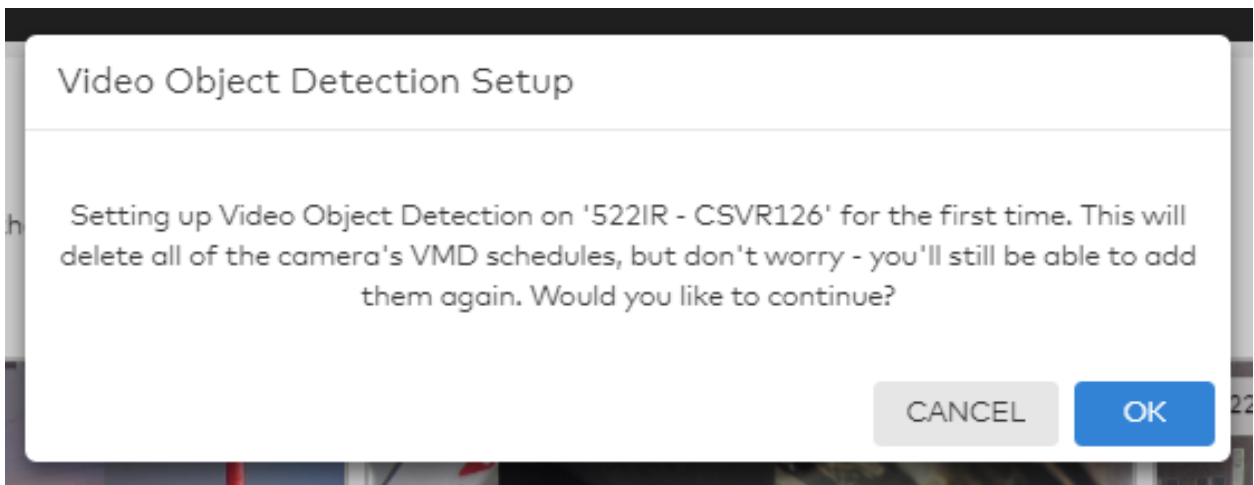 Video Object Detection Setup
Setting up Video Object Detection on '522IR - CSVR126' for the first time. This will
delete all of the camera's VMD schedules, but don't worry - you'll still be able to add
them again. Would you like to continue?
CANCEL
OK